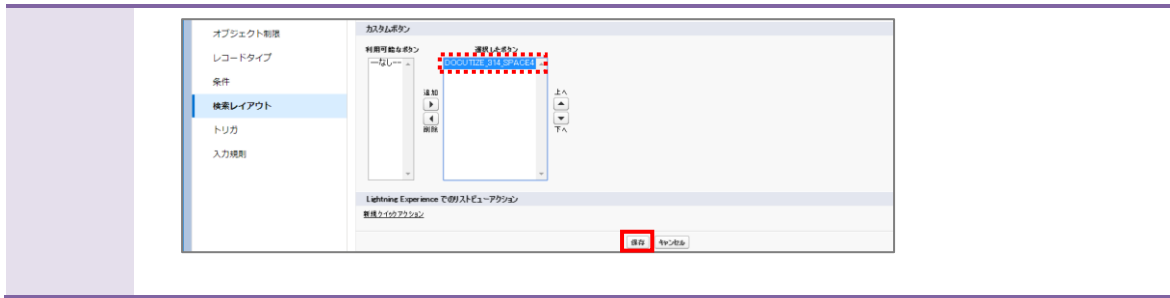 オブジェクト制限
レコードタイプ
条件
検索レイアウト
トリガ
入力規則
カスタムボタン
利用可能なボタン
選択したボタン
--なし--
DOCUTIZE_314_SPACE4
追加
削除
上へ
下へ
Lightning Experience でのリストビューアクション
新規クイックアクション
保存
キャンセル